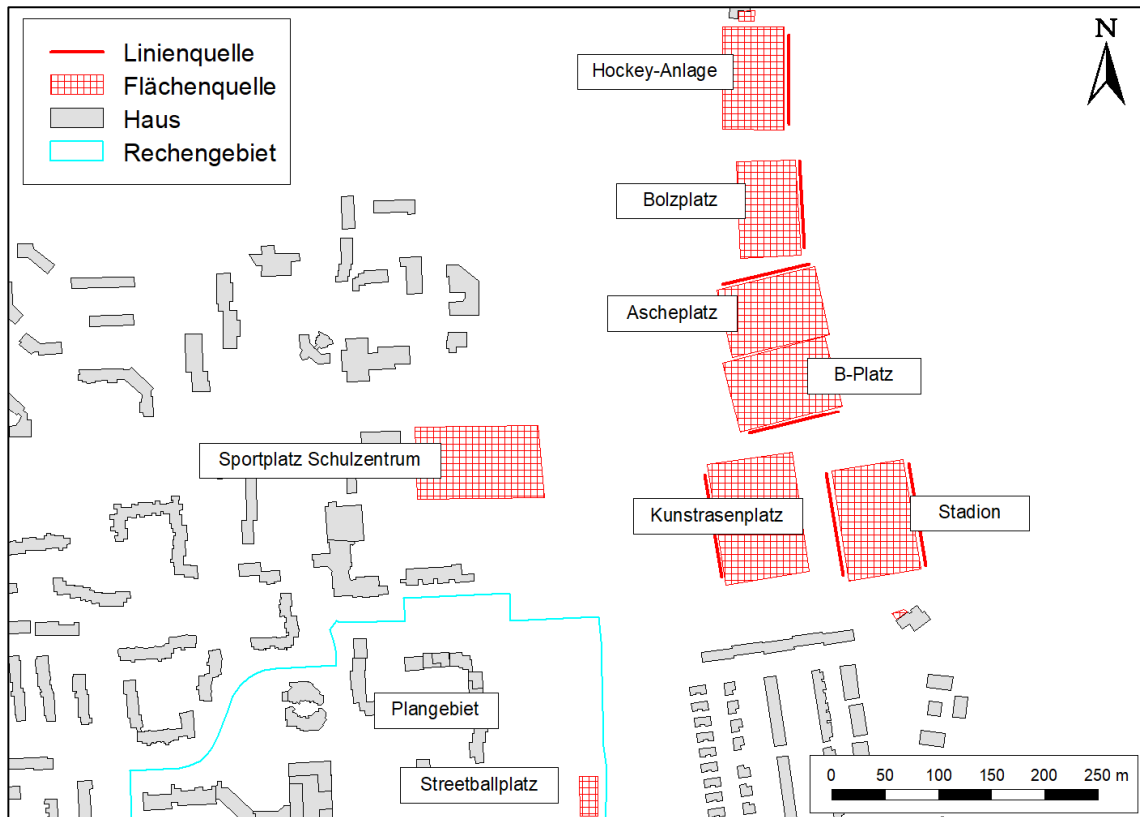 Linienquelle
Flächenquelle
Haus
Rechengebiet
N
Hockey-Anlage
Bolzplatz
Ascheplatz
B-Platz
Sportplatz Schulzentrum
Kunstrasenplatz
Stadion
Plangebiet
Streetballplatz
0 50 100 150 200 250 m